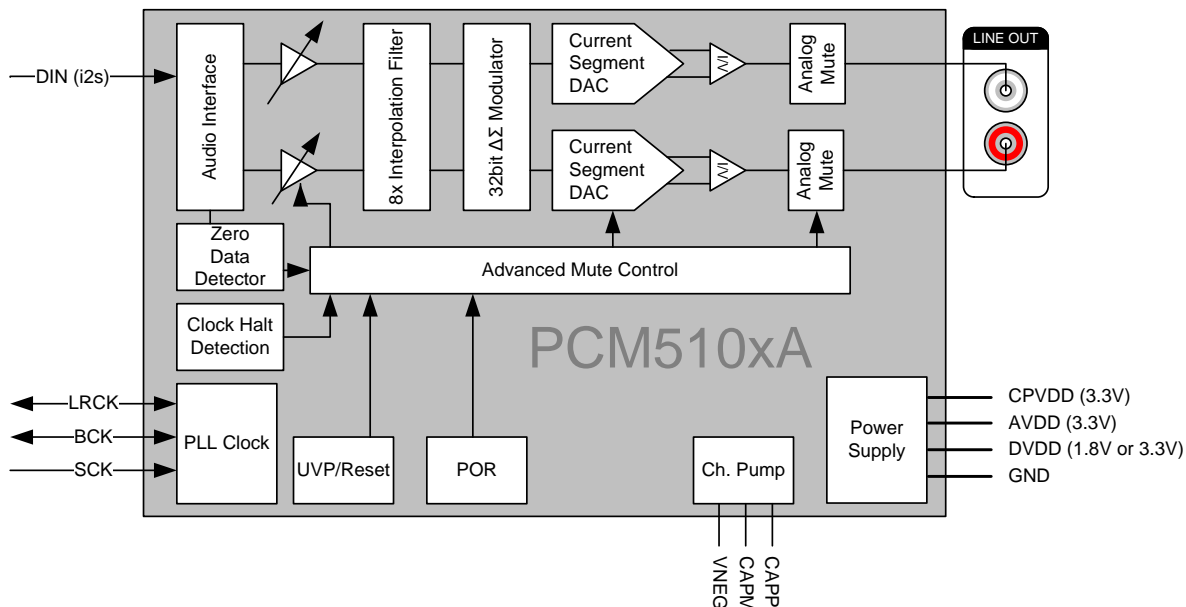 LINE OUT
DIN (i2s)
Audio Interface
8x Interpolation Filter
32bit ΔΣ Modulator
Current
Segment
DAC
I/V
Analog
Mute
Current
Segment
DAC
I/V
Analog
Mute
Zero
Data
Detector
Advanced Mute Control
Clock Halt
Detection
PCM510xA
LRCK
BCK
SCK
PLL Clock
UVP/Reset
POR
Ch. Pump
Power
Supply
CPVDD (3.3V)
AVDD (3.3V)
DVDD (1.8V or 3.3V)
GND
VNEG
CAPM
CAPP